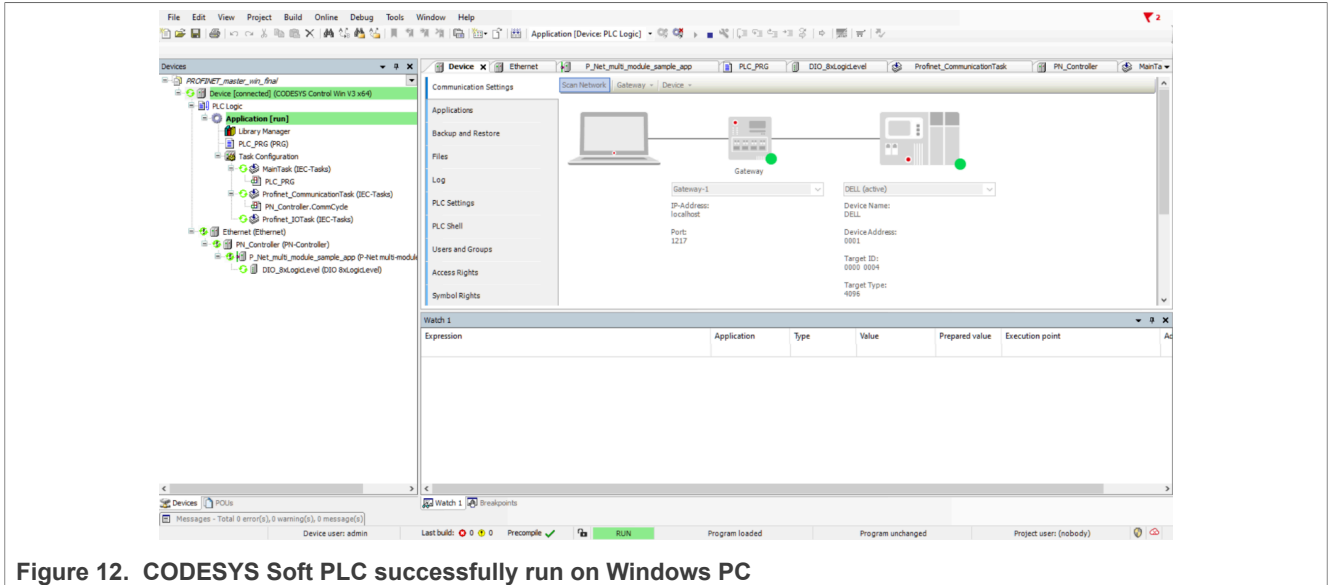 File Edit View Project Build Online Debug Tools Window Help
2
Application [Device: PLC Logic]
Devices
PROFINET_master_win_final
Device [connected] (CODESYS Control Win V3 x64)
PLC Logic
Application [run]
Library Manager
PLC_PRG (PRG)
Task Configuration
MainTask (IEC-Tasks)
PLC_PRG
Profinet_CommunicationTask (IEC-Tasks)
PN_Controller.CommCycle
Profinet_IOTask (IEC-Tasks)
Ethernet (Ethernet)
PN_Controller (PN-Controller)
P_Net_multi_module_sample_app (P-Net multi-module
DIO_8xLogicLevel (DIO 8xLogicLevel)
Devices POUs
Device Ethernet P_Net_multi_module_sample_app PLC_PRG DIO_8xLogicLevel Profinet_CommunicationTask PN_Controller MainTa
Communication Settings
Applications
Backup and Restore
Files
Log
PLC Settings
PLC Shell
Users and Groups
Access Rights
Symbol Rights
Scan Network Gateway Device
Gateway
Gateway-1
IP-Address:
localhost
Port:
1217
DELL (active)
Device Name:
DELL
Device Address:
0001
Target ID:
0000 0004
Target Type:
4096
Watch 1
Expression Application Type Value Prepared value Execution point Ad
Watch 1 Breakpoints
Messages - Total 0 error(s), 0 warning(s), 0 message(s)
Device user: admin Last build: 0 0 Precompile RUN Program loaded Program unchanged Project user: (nobody)
Figure 12. CODESYS Soft PLC successfully run on Windows PC